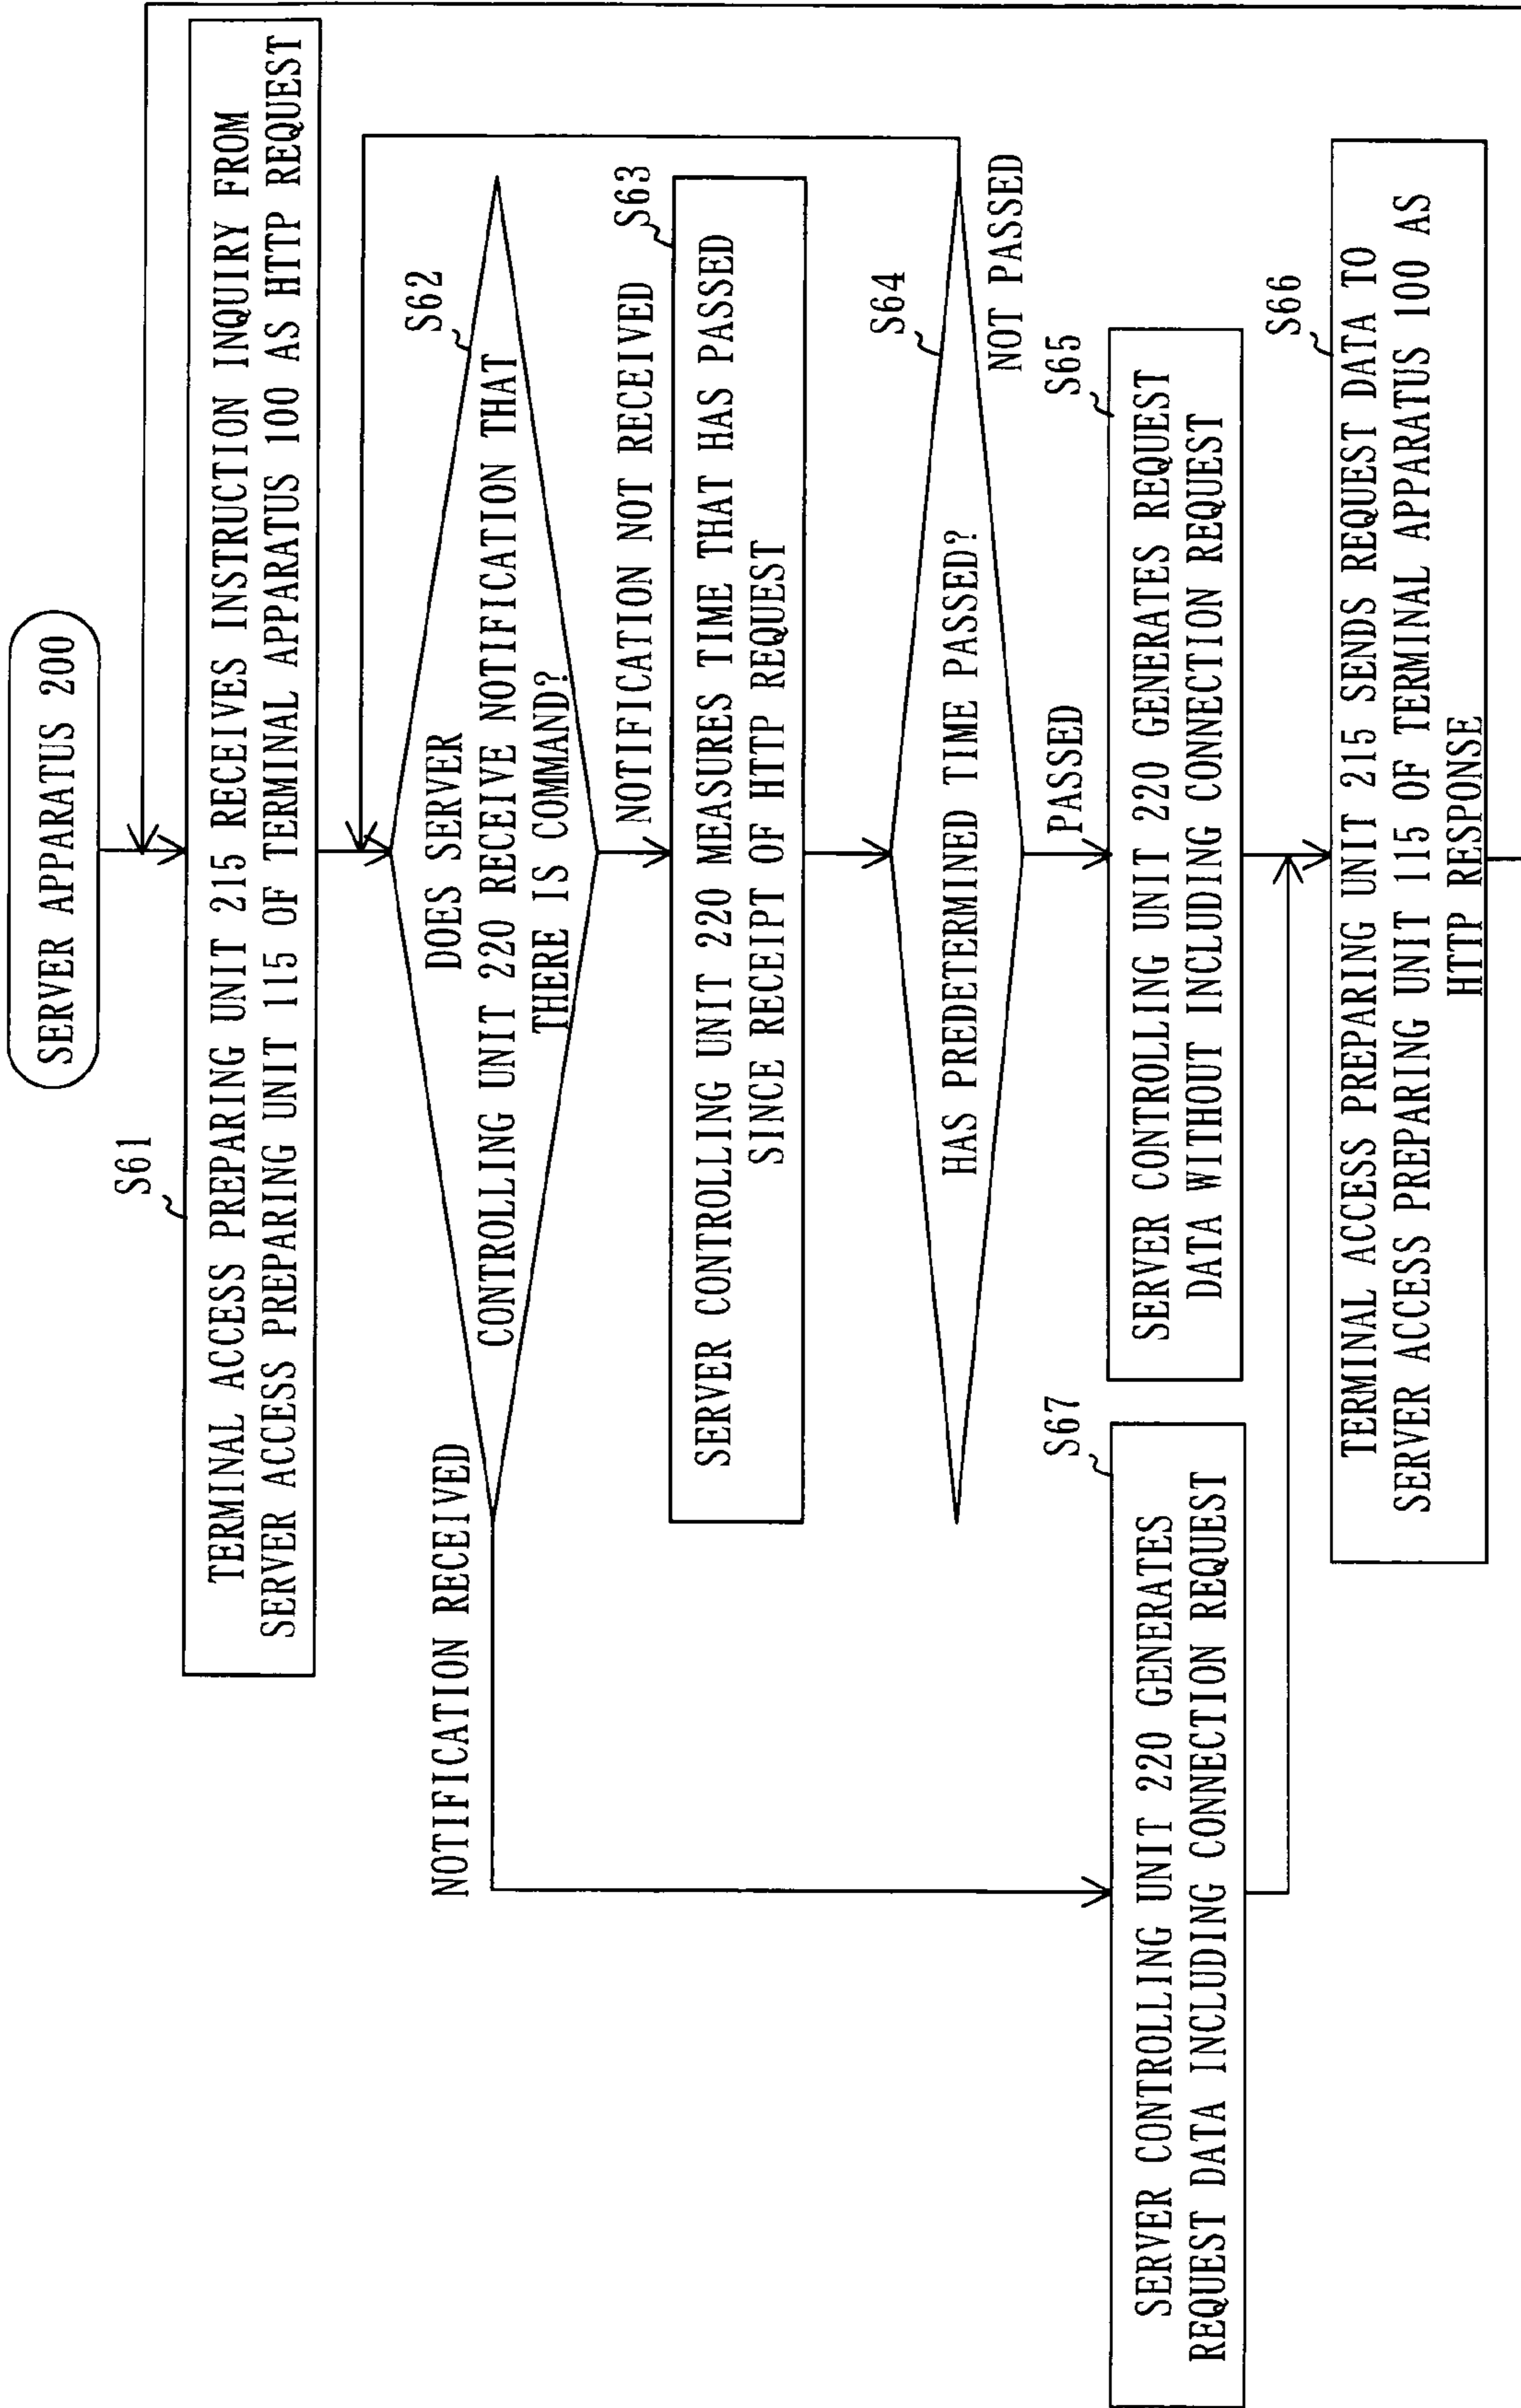 SERVER APPARATUS 200
S61
TERMINAL ACCESS PREPARING UNIT 215 RECEIVES INSTRUCTION INQUIRY FROM
SERVER ACCESS PREPARING UNIT 115 OF TERMINAL APPARATUS 100 AS HTTP REQUEST
S62
DOES SERVER
CONTROLLING UNIT 220 RECEIVE NOTIFICATION THAT
THERE IS COMMAND?
NOTIFICATION RECEIVED
NOTIFICATION NOT RECEIVED
S63
SERVER CONTROLLING UNIT 220 MEASURES TIME THAT HAS PASSED
SINCE RECEIPT OF HTTP REQUEST
S64
HAS PREDETERMINED TIME PASSED?
NOT PASSED
PASSED
S67
SERVER CONTROLLING UNIT 220 GENERATES
REQUEST DATA INCLUDING CONNECTION REQUEST
S65
SERVER CONTROLLING UNIT 220 GENERATES REQUEST
DATA WITHOUT INCLUDING CONNECTION REQUEST
S66
TERMINAL ACCESS PREPARING UNIT 215 SENDS REQUEST DATA TO
SERVER ACCESS PREPARING UNIT 115 OF TERMINAL APPARATUS 100 AS
HTTP RESPONSE